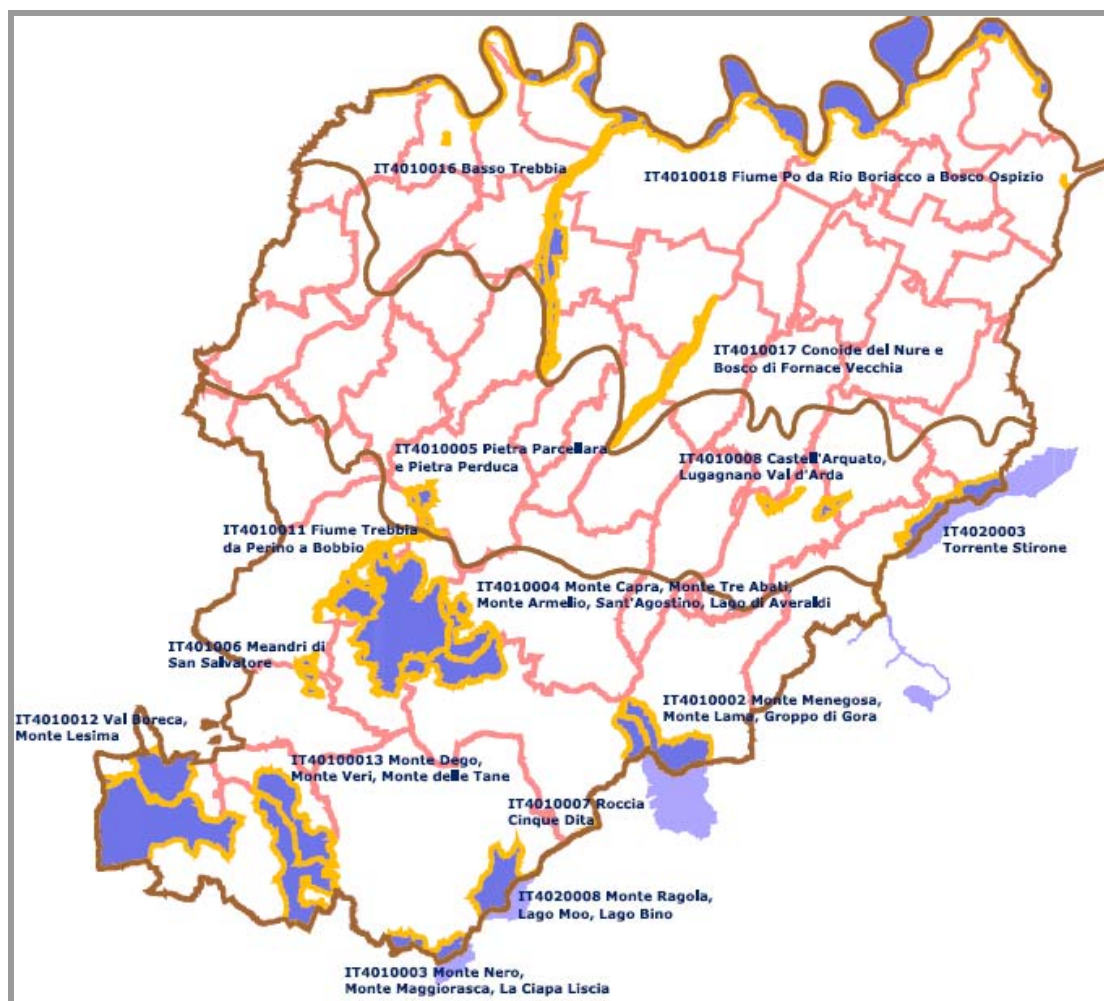 IT4010016 Basso Trebbia
IT4010018 Fiume Po da Rio Boriacco a Bosco Ospizio
IT4010017 Conoide del Nure e
Bosco di Fornace Vecchia
IT4010005 Pietra Parcellara
e Pietra Perduca
IT4010008 Castell'Arquato,
Lugagnano Val d'Arda
IT4010011 Fiume Trebbia
da Perino a Bobbio
IT4020003
Torrente Stirone
IT4010004 Monte Capra, Monte Tre Abati,
Monte Armelio, Sant'Agostino, Lago di Averaldi
IT401006 Meandri di
San Salvatore
IT4010002 Monte Menegosa,
Monte Lama, Groppo di Gora
IT4010012 Val Boreca,
Monte Lesima
IT40100013 Monte Dego,
Monte Veri, Monte delle Tane
IT4010007 Roccia
Cinque Dita
IT4020008 Monte Ragola,
Lago Moo, Lago Bino
IT4010003 Monte Nero,
Monte Maggiorasca, La Ciapa Liscia